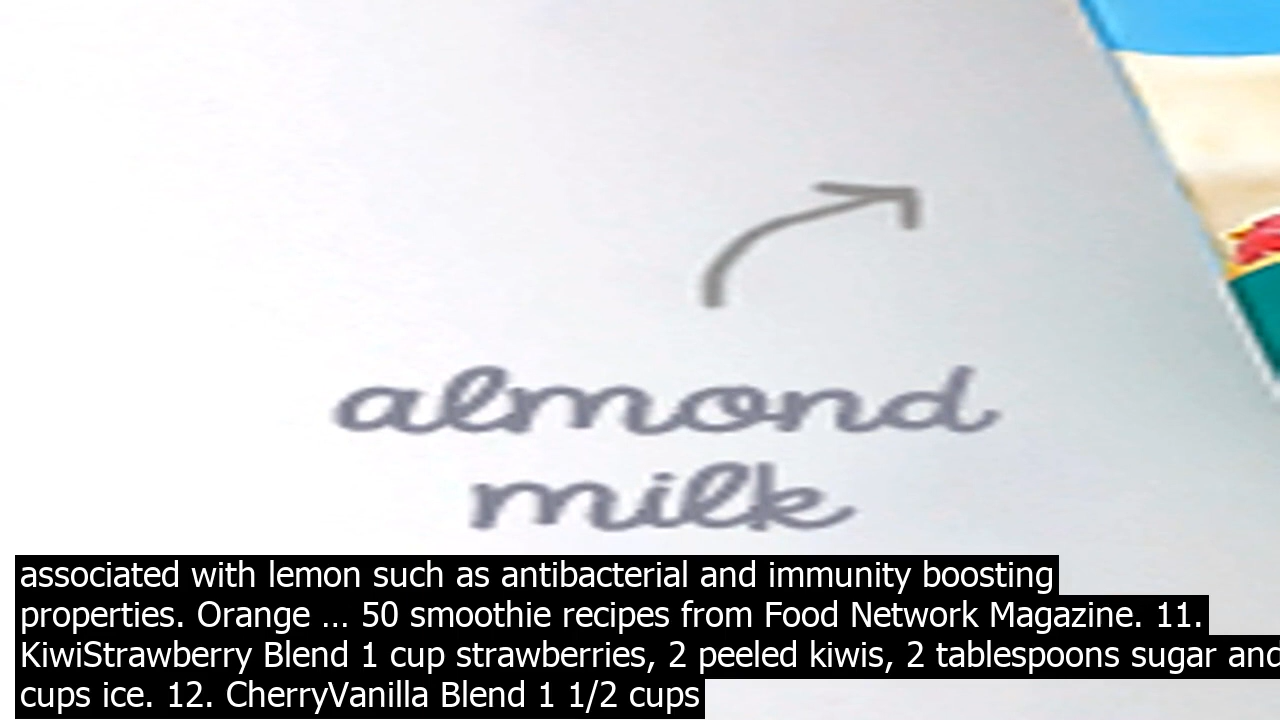 almond
milk
associated with lemon such as antibacterial and immunity boosting
properties. Orange … 50 smoothie recipes from Food Network Magazine. 11.
KiwiStrawberry Blend 1 cup strawberries, 2 peeled kiwis, 2 tablespoons sugar and
cups ice. 12. CherryVanilla Blend 1 1/2 cups